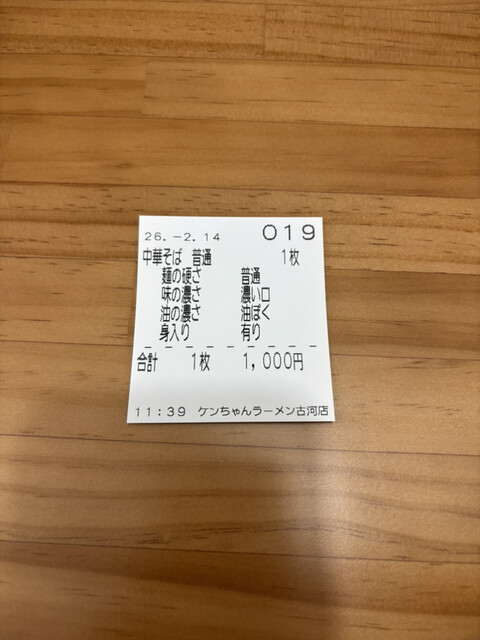 26.-2.14 019
中華そば 普通 1枚
麺の硬さ 普通
味の濃さ 濃い口
油の濃さ 油ぽく
身入り 有り
合計 1枚 1,000円
11:39 ケンちゃんラーメン古河店